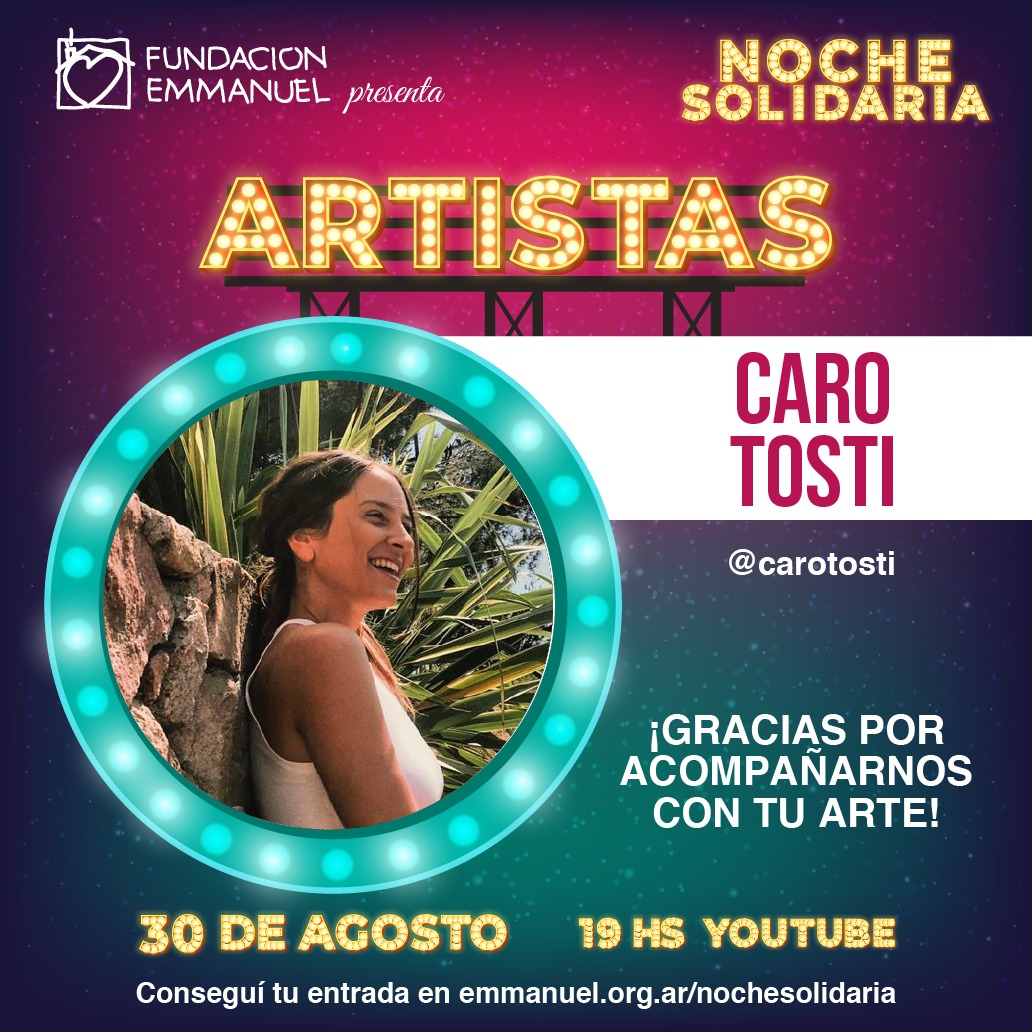 FUNDACION
EMMANUEL presenta
NOCHE
SOLIDARIA
ARTISTAS
CARO
TOSTI
@carotosti
¡GRACIAS POR
ACOMPAÑARNOS
CON TU ARTE!
30 DE AGOSTO 19 HS YOUTUBE
Conseguí tu entrada en emmanuel.org.ar/nochesolidaria